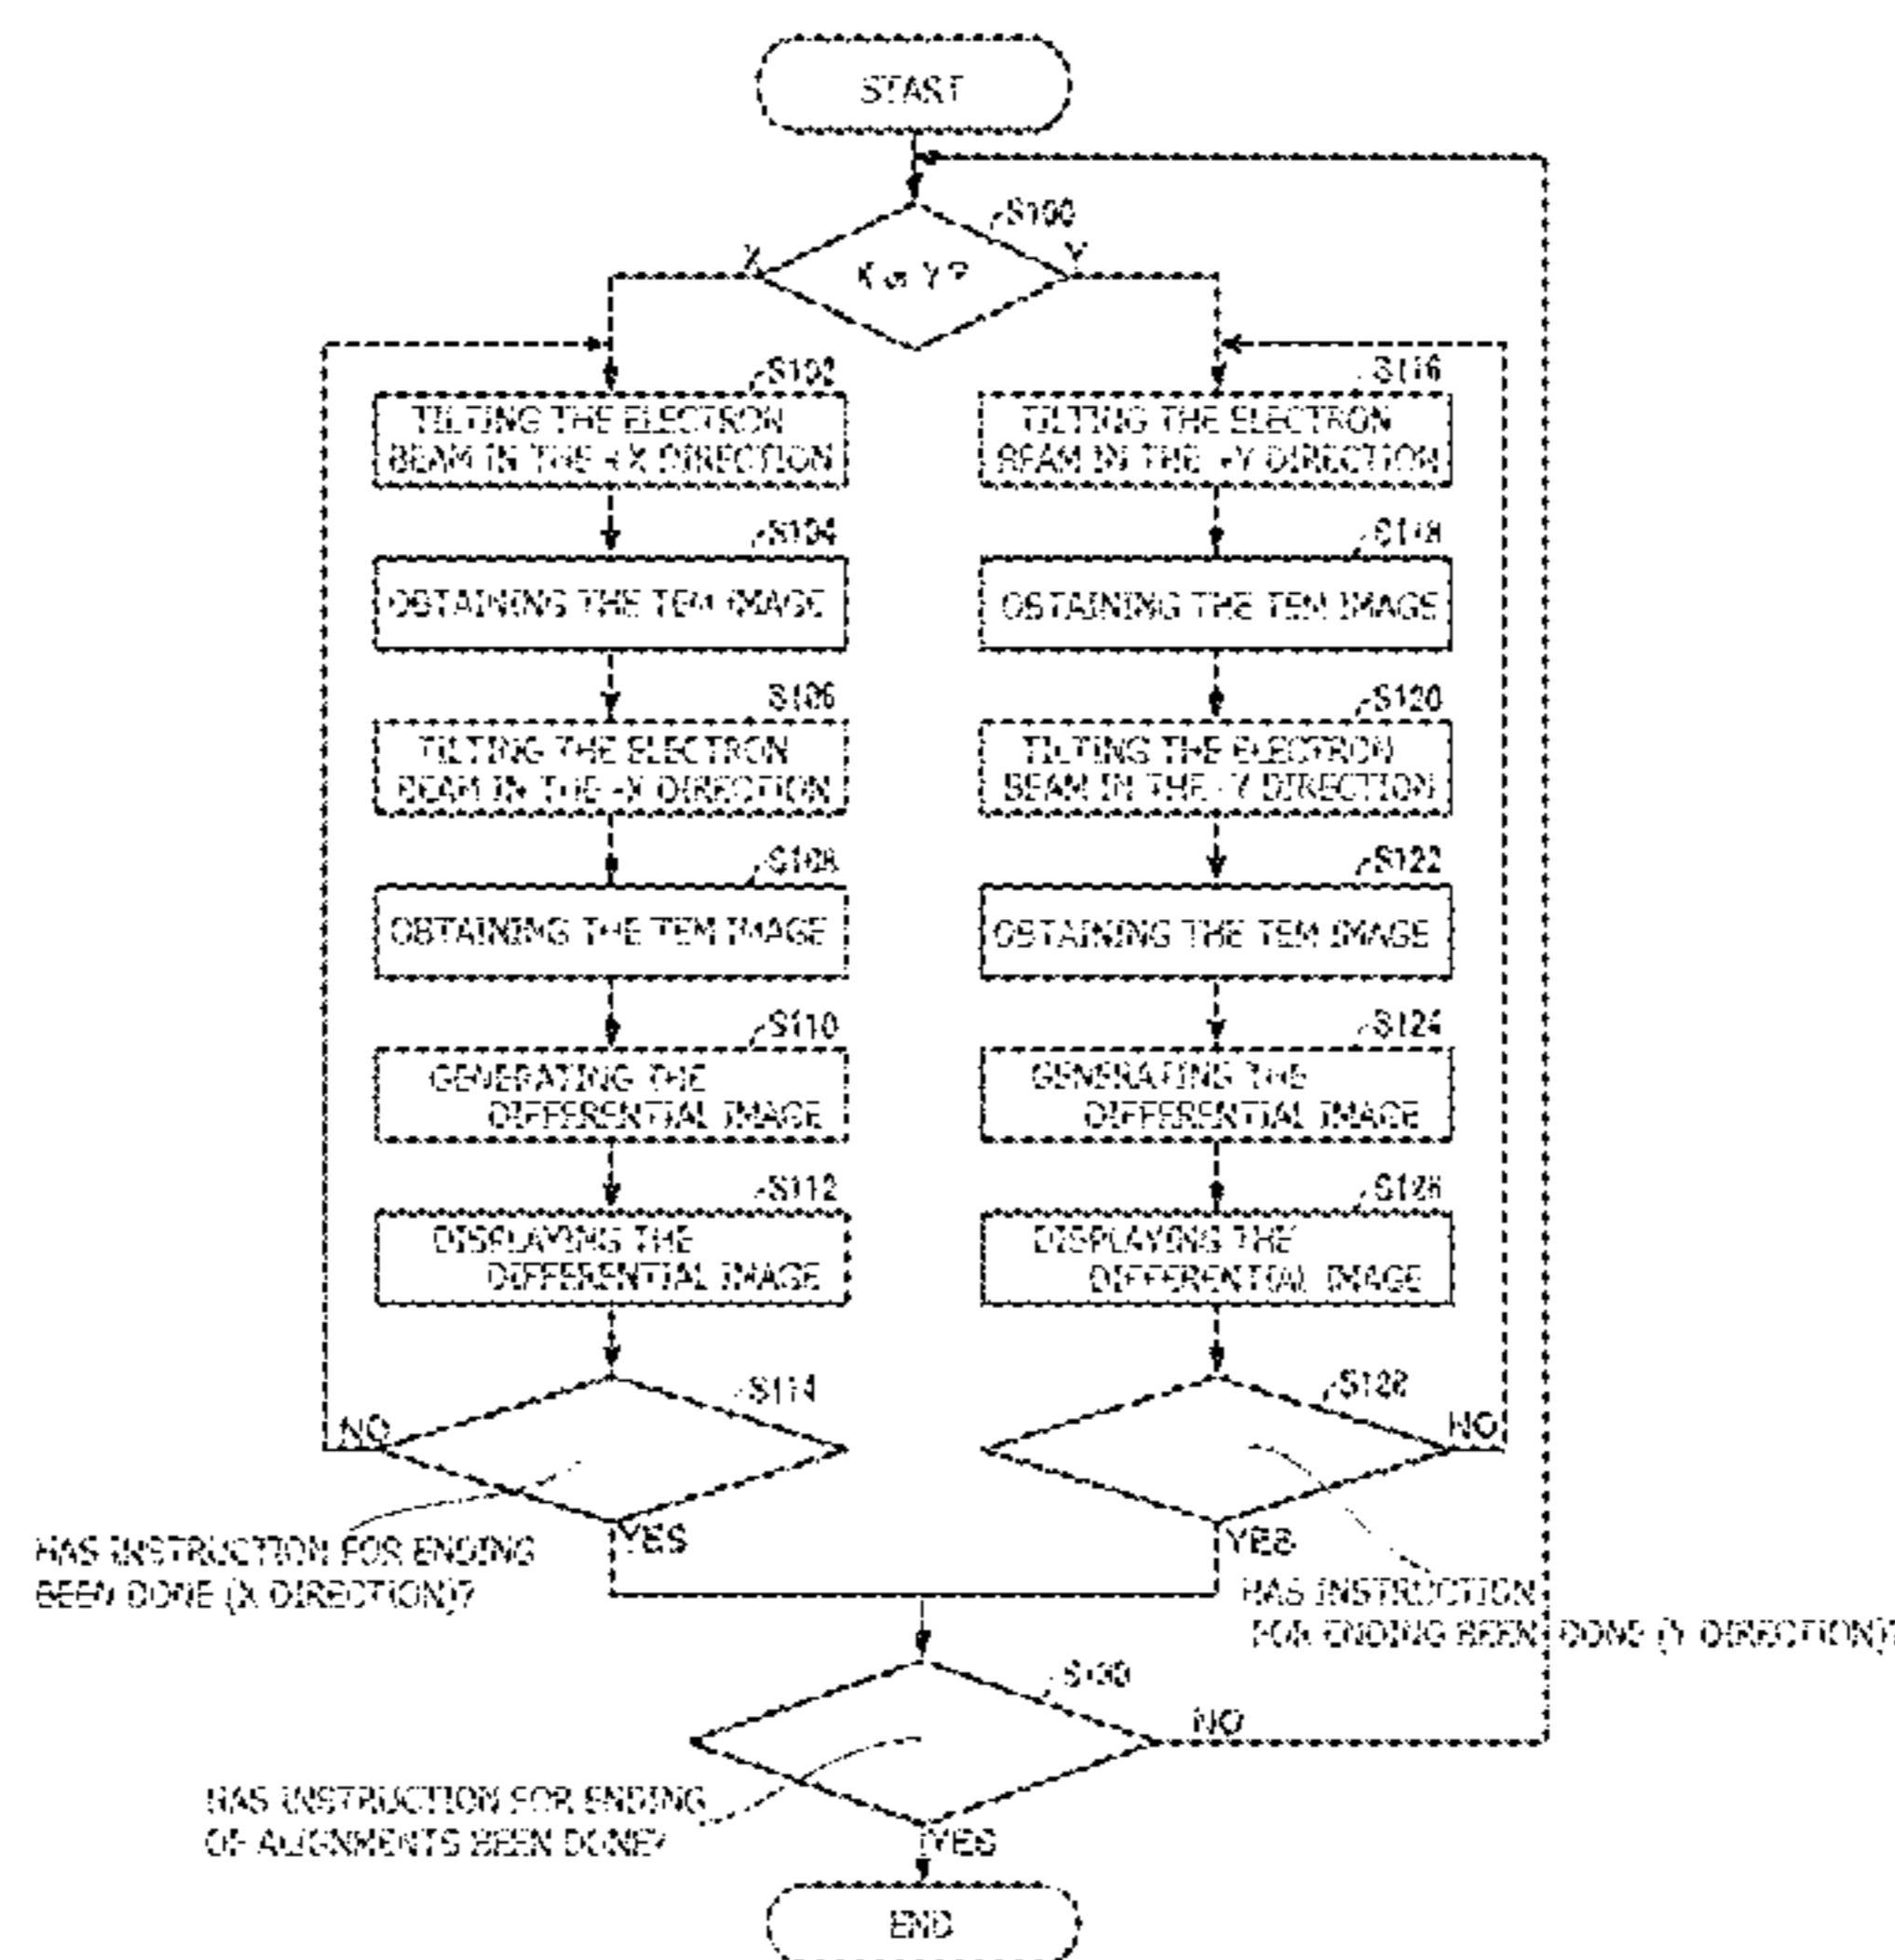 START
S100
X or Y?
X
Y
S102
TILTING THE ELECTRON
BEAM IN THE +X DIRECTION
S104
OBTAINING THE TEM IMAGE
S106
TILTING THE ELECTRON
BEAM IN THE -X DIRECTION
S108
OBTAINING THE TEM IMAGE
S110
GENERATING THE
DIFFERENTIAL IMAGE
S112
DISPLAYING THE
DIFFERENTIAL IMAGE
S114
NO
YES
HAS INSTRUCTION FOR ENDING
BEEN DONE (X DIRECTION)?
S116
TILTING THE ELECTRON
BEAM IN THE +Y DIRECTION
S118
OBTAINING THE TEM IMAGE
S120
TILTING THE ELECTRON
BEAM IN THE -Y DIRECTION
S122
OBTAINING THE TEM IMAGE
S124
GENERATING THE
DIFFERENTIAL IMAGE
S126
DISPLAYING THE
DIFFERENTIAL IMAGE
S128
NO
YES
HAS INSTRUCTION
FOR ENDING BEEN DONE (Y DIRECTION)?
S130
NO
HAS INSTRUCTION FOR ENDING
OF ALIGNMENTS BEEN DONE?
YES
END